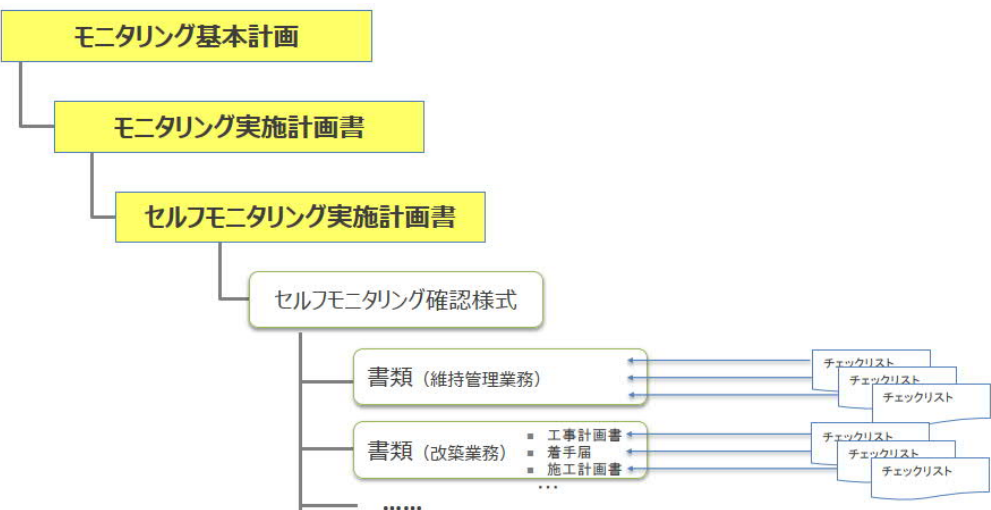 モニタリング基本計画
モニタリング実施計画書
セルフモニタリング実施計画書
セルフモニタリング確認様式
書類（維持管理業務）
チェックリスト
チェックリスト
チェックリスト
書類（改築業務）
▪ 工事計画書
▪ 着手届
▪ 施工計画書
…
チェックリスト
チェックリスト
チェックリスト
……